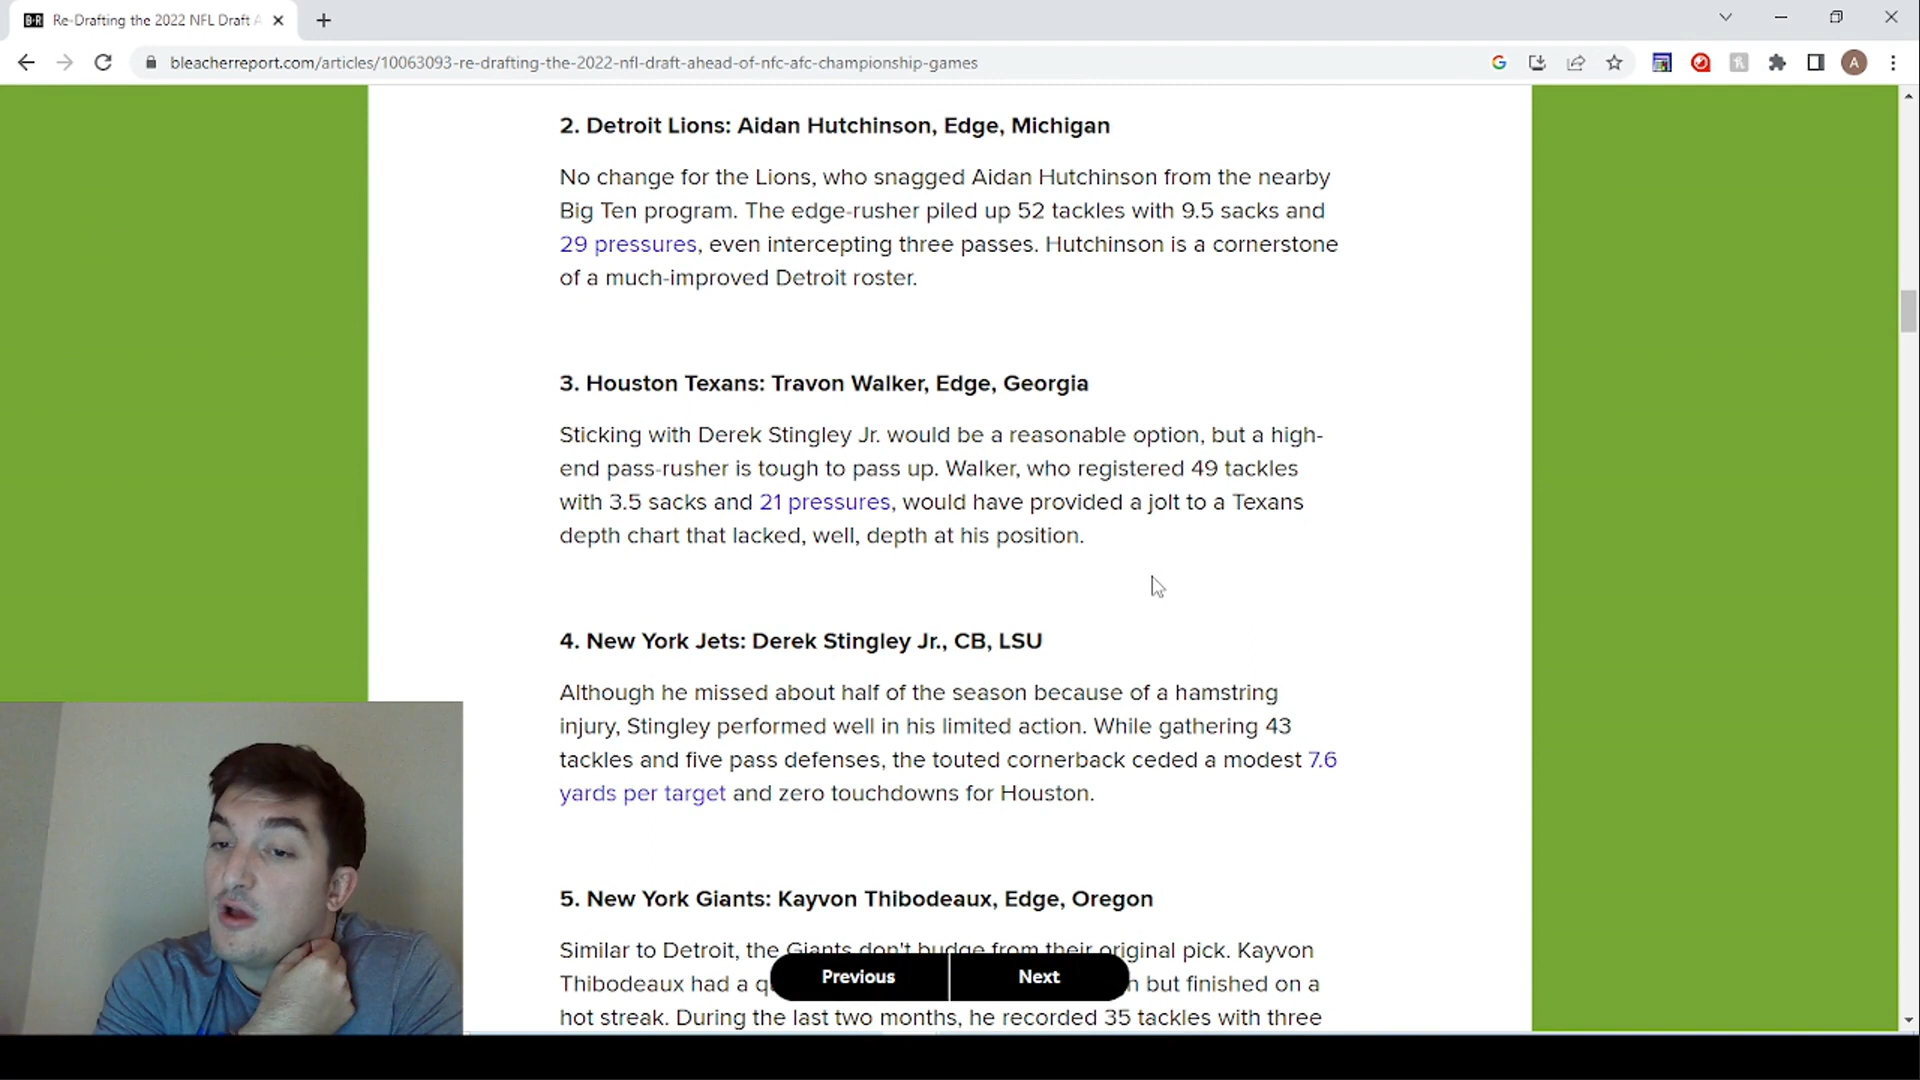 Re-Drafting the 2022 NFL Draft A
bleacherreport.com/articles/10063093-re-drafting-the-2022-nfl-draft-ahead-of-nfc-afc-championship-games
A
2. Detroit Lions: Aidan Hutchinson, Edge, Michigan
No change for the Lions, who snagged Aidan Hutchinson from the nearby
Big Ten program. The edge-rusher piled up 52 tackles with 9.5 sacks and
29 pressures, even intercepting three passes. Hutchinson is a cornerstone
of a much-improved Detroit roster.
3. Houston Texans: Travon Walker, Edge, Georgia
Sticking with Derek Stingley Jr. would be a reasonable option, but a high-
end pass-rusher is tough to pass up. Walker, who registered 49 tackles
with 3.5 sacks and 21 pressures, would have provided a jolt to a Texans
depth chart that lacked, well, depth at his position.
4. New York Jets: Derek Stingley Jr., CB, LSU
Although he missed about half of the season because of a hamstring
injury, Stingley performed well in his limited action. While gathering 43
tackles and five pass defenses, the touted cornerback ceded a modest 7.6
yards per target and zero touchdowns for Houston.
5. New York Giants: Kayvon Thibodeaux, Edge, Oregon
Similar to Detroit, the Giants don't budge from their original pick. Kayvon
Thibodeaux had a but finished on a
Previous Next
hot streak. During the last two months, he recorded 35 tackles with three